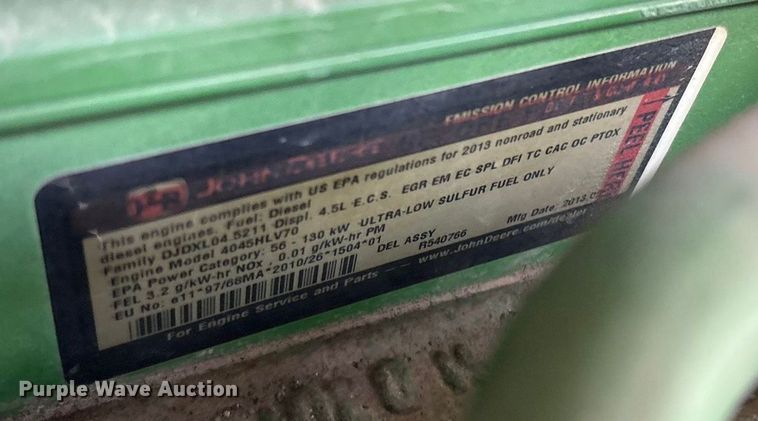 EMISSION CONTROL INFORMATION
JOHN DEERE
This engine complies with US EPA regulations for 2013 nonroad and stationary
diesel engines. Fuel: Diesel
Family DJDXL04.5211 Displ. 4.5L E.C.S. EGR EM EC SPL DFI TC CAC OC PTOX
Engine Model 4045HLV70
EPA Power Category: 56 - 130 kW ULTRA-LOW SULFUR FUEL ONLY
FEL 3.2 g/kW-hr NOx 0.01 g/kW-hr PM
EU No: e11*97/68MA*2010/26*1504*01
DEL ASSY Mfg Date, 2013
R540766
For Engine Service and Parts — www.JohnDeere.com/dealer
PEEL HERE
Purple Wave Auction